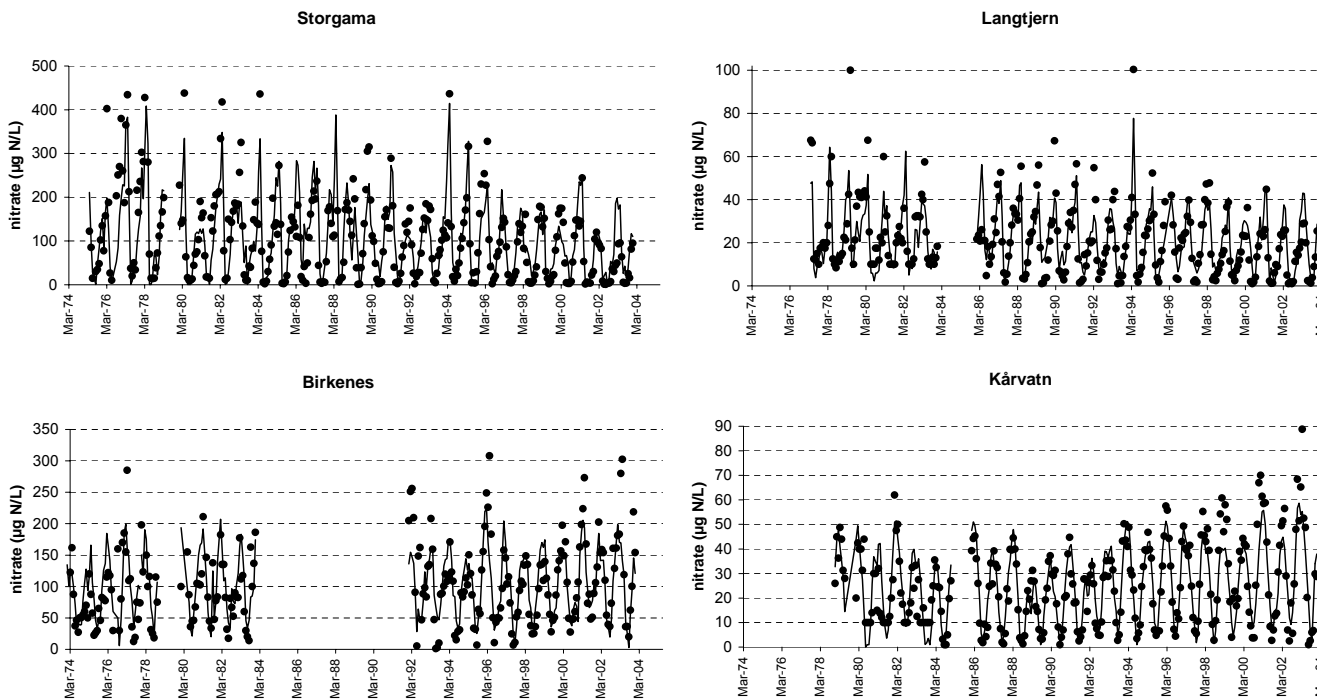 Storgama
nitrate (µg N/L)
500
400
300
200
100
0
Mar-74
Mar-76
Mar-78
Mar-80
Mar-82
Mar-84
Mar-86
Mar-88
Mar-90
Mar-92
Mar-94
Mar-96
Mar-98
Mar-00
Mar-02
Mar-04
Langtjern
nitrate (µg N/L)
100
80
60
40
20
0
Mar-74
Mar-76
Mar-78
Mar-80
Mar-82
Mar-84
Mar-86
Mar-88
Mar-90
Mar-92
Mar-94
Mar-96
Mar-98
Mar-00
Mar-02
Birkenes
nitrate (µg N/L)
350
300
250
200
150
100
50
0
Mar-74
Mar-76
Mar-78
Mar-80
Mar-82
Mar-84
Mar-86
Mar-88
Mar-90
Mar-92
Mar-94
Mar-96
Mar-98
Mar-00
Mar-02
Mar-04
Kårvatn
nitrate (µg N/L)
90
80
70
60
50
40
30
20
10
0
Mar-74
Mar-76
Mar-78
Mar-80
Mar-82
Mar-84
Mar-86
Mar-88
Mar-90
Mar-92
Mar-94
Mar-96
Mar-98
Mar-00
Mar-02